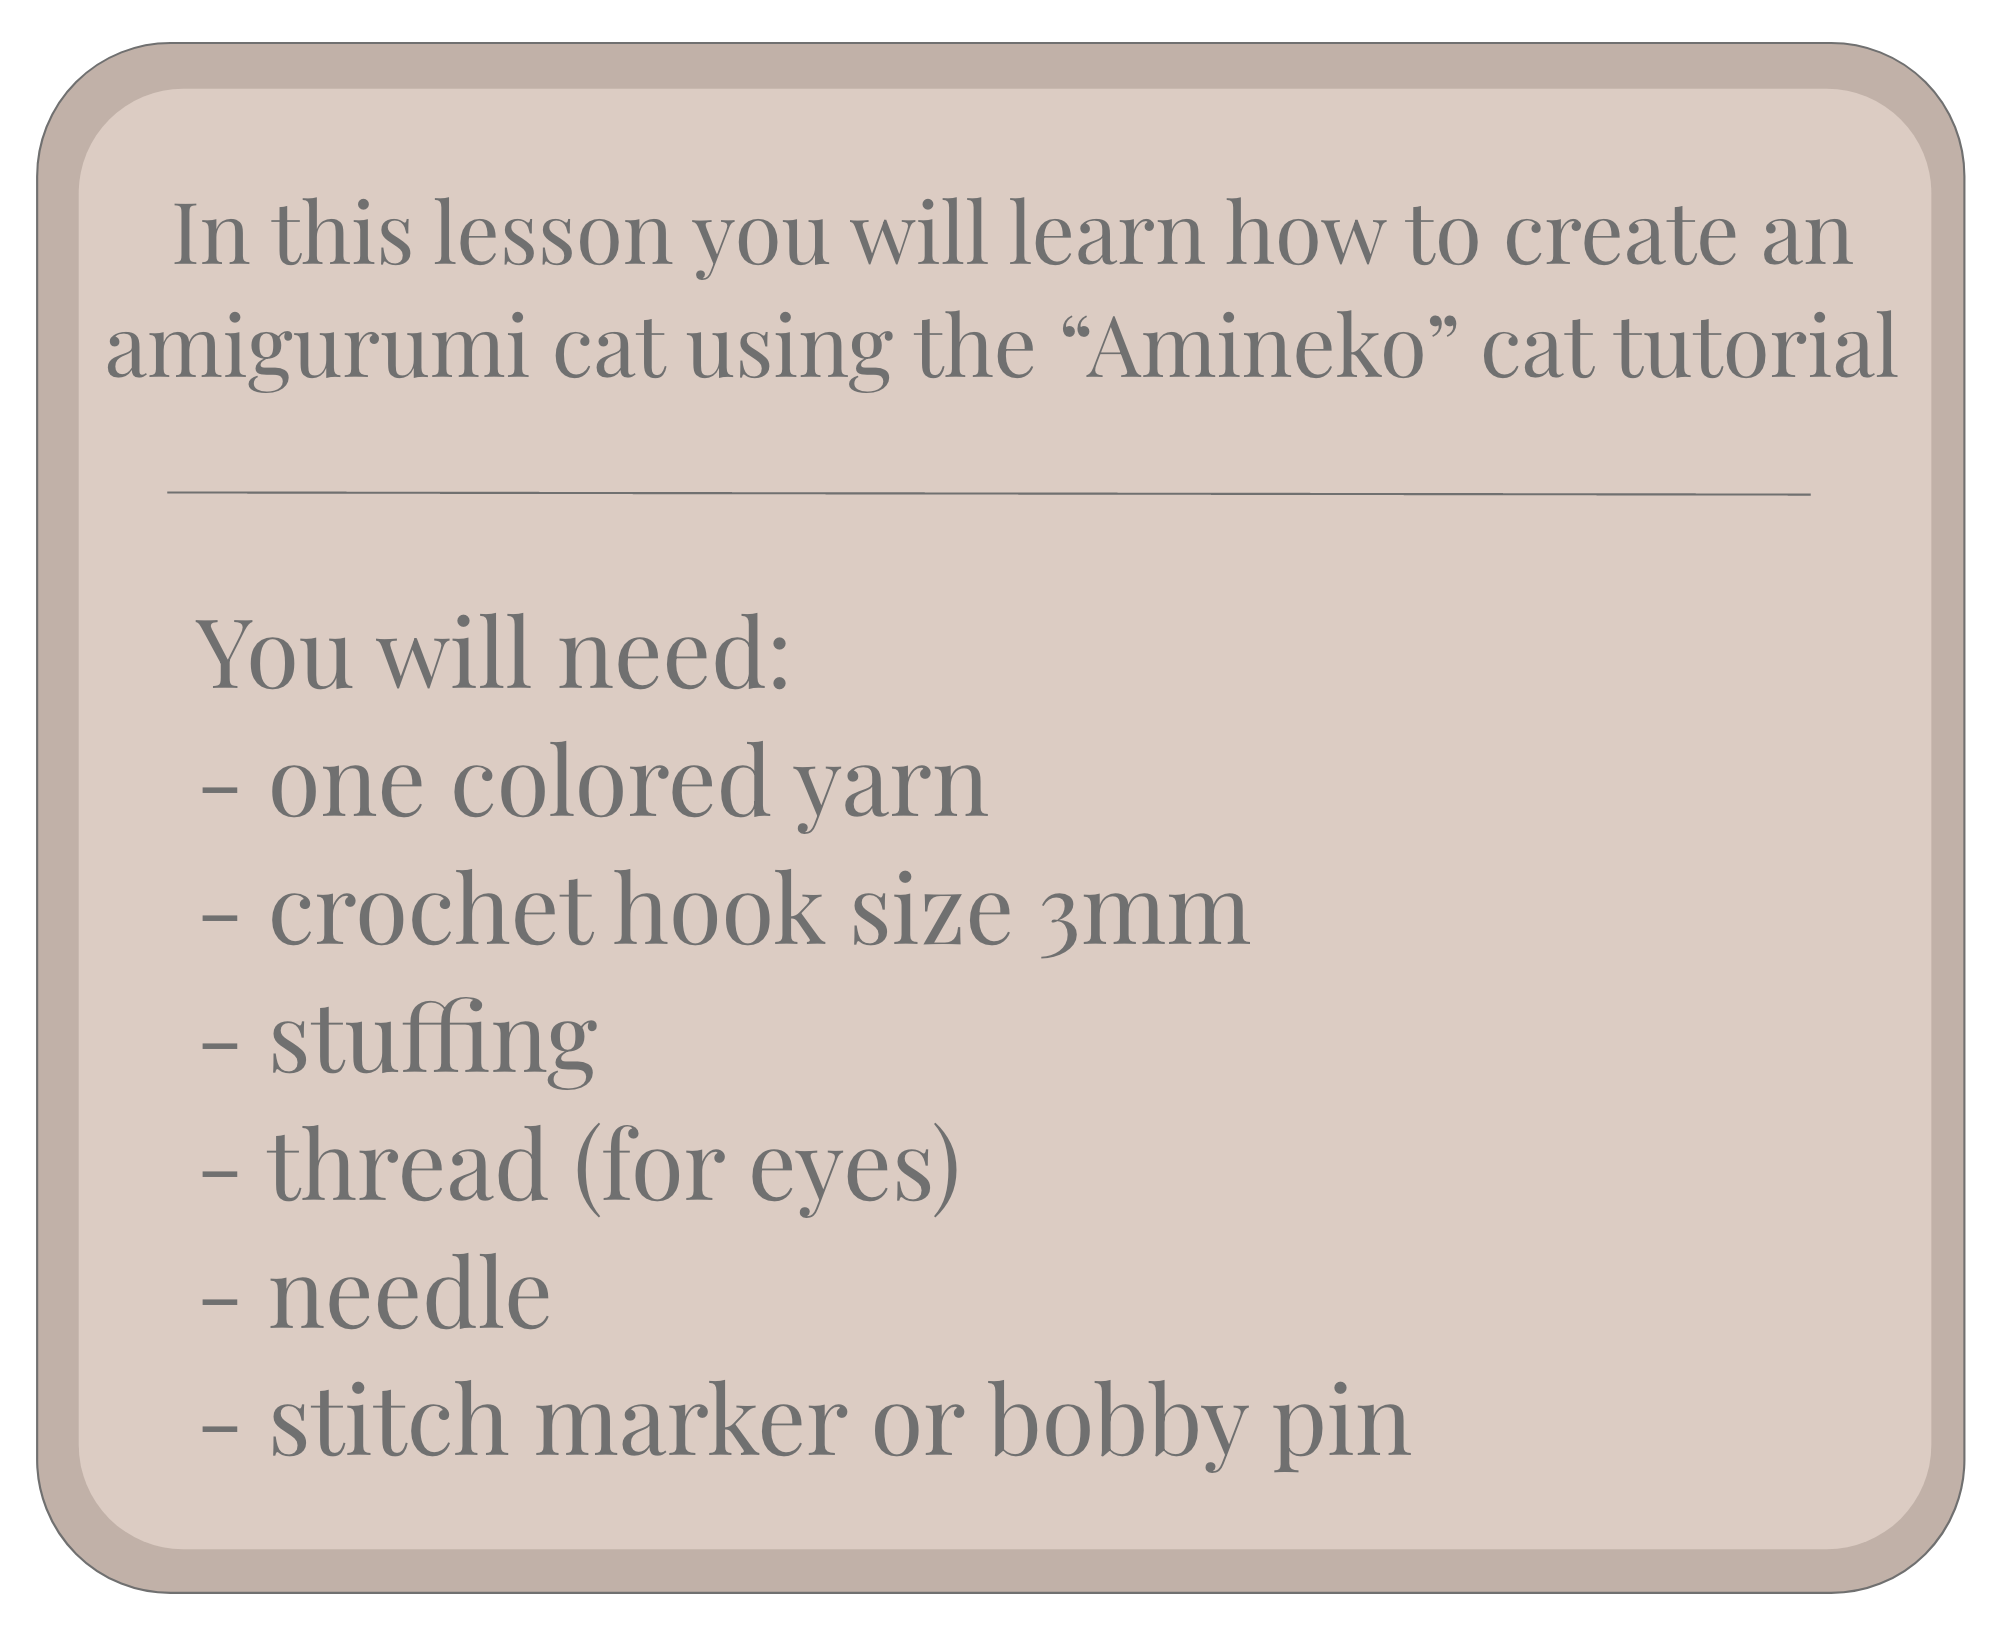 In this lesson you will learn how to create an
amigurumi cat using the “Amineko” cat tutorial
You will need:
- one colored yarn
- crochet hook size 3mm
- stuffing
- thread (for eyes)
- needle
- stitch marker or bobby pin